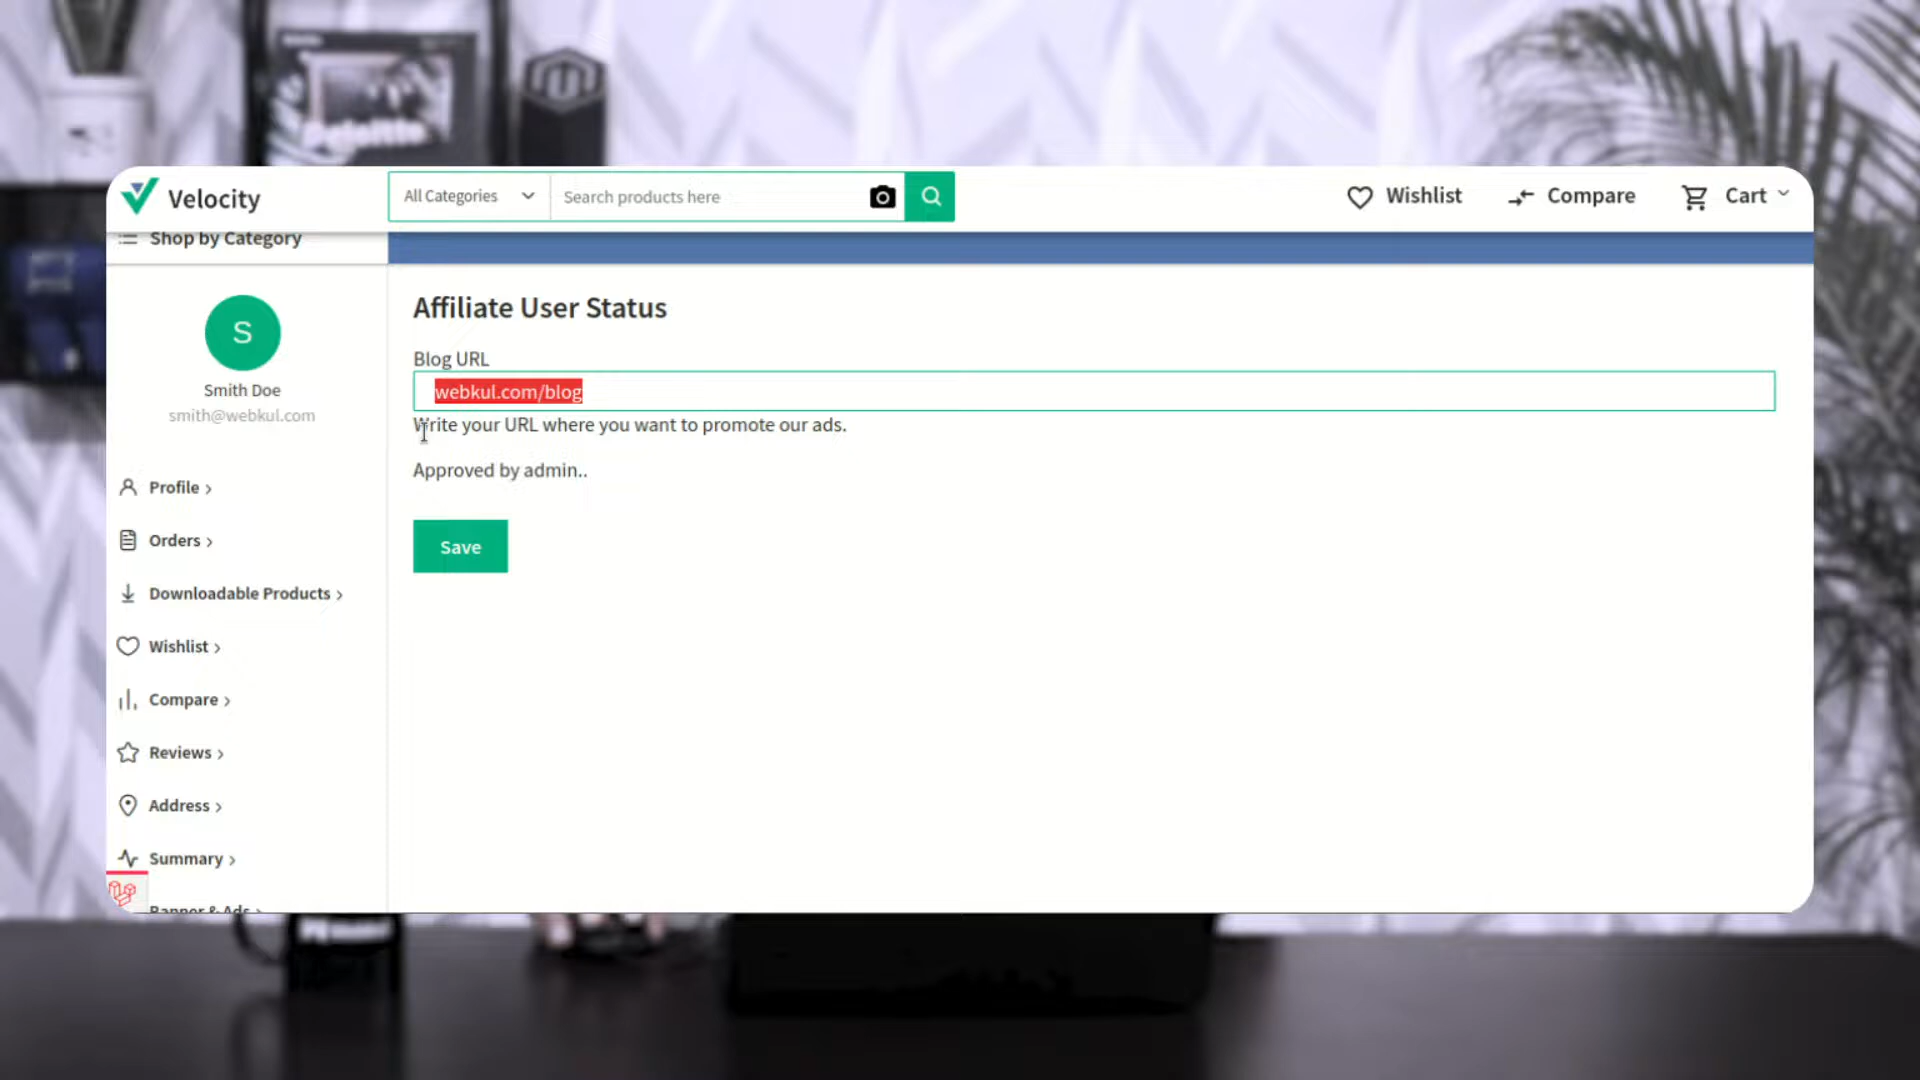 Velocity
All Categories
Search products here
Wishlist
Compare
Cart
Shop by Category
S
Smith Doe
smith@webkul.com
Profile
Orders
Downloadable Products
Wishlist
Compare
Reviews
Address
Summary
Banner & Ads
Affiliate User Status
Blog URL
webkul.com/blog
Write your URL where you want to promote our ads.
Approved by admin..
Save